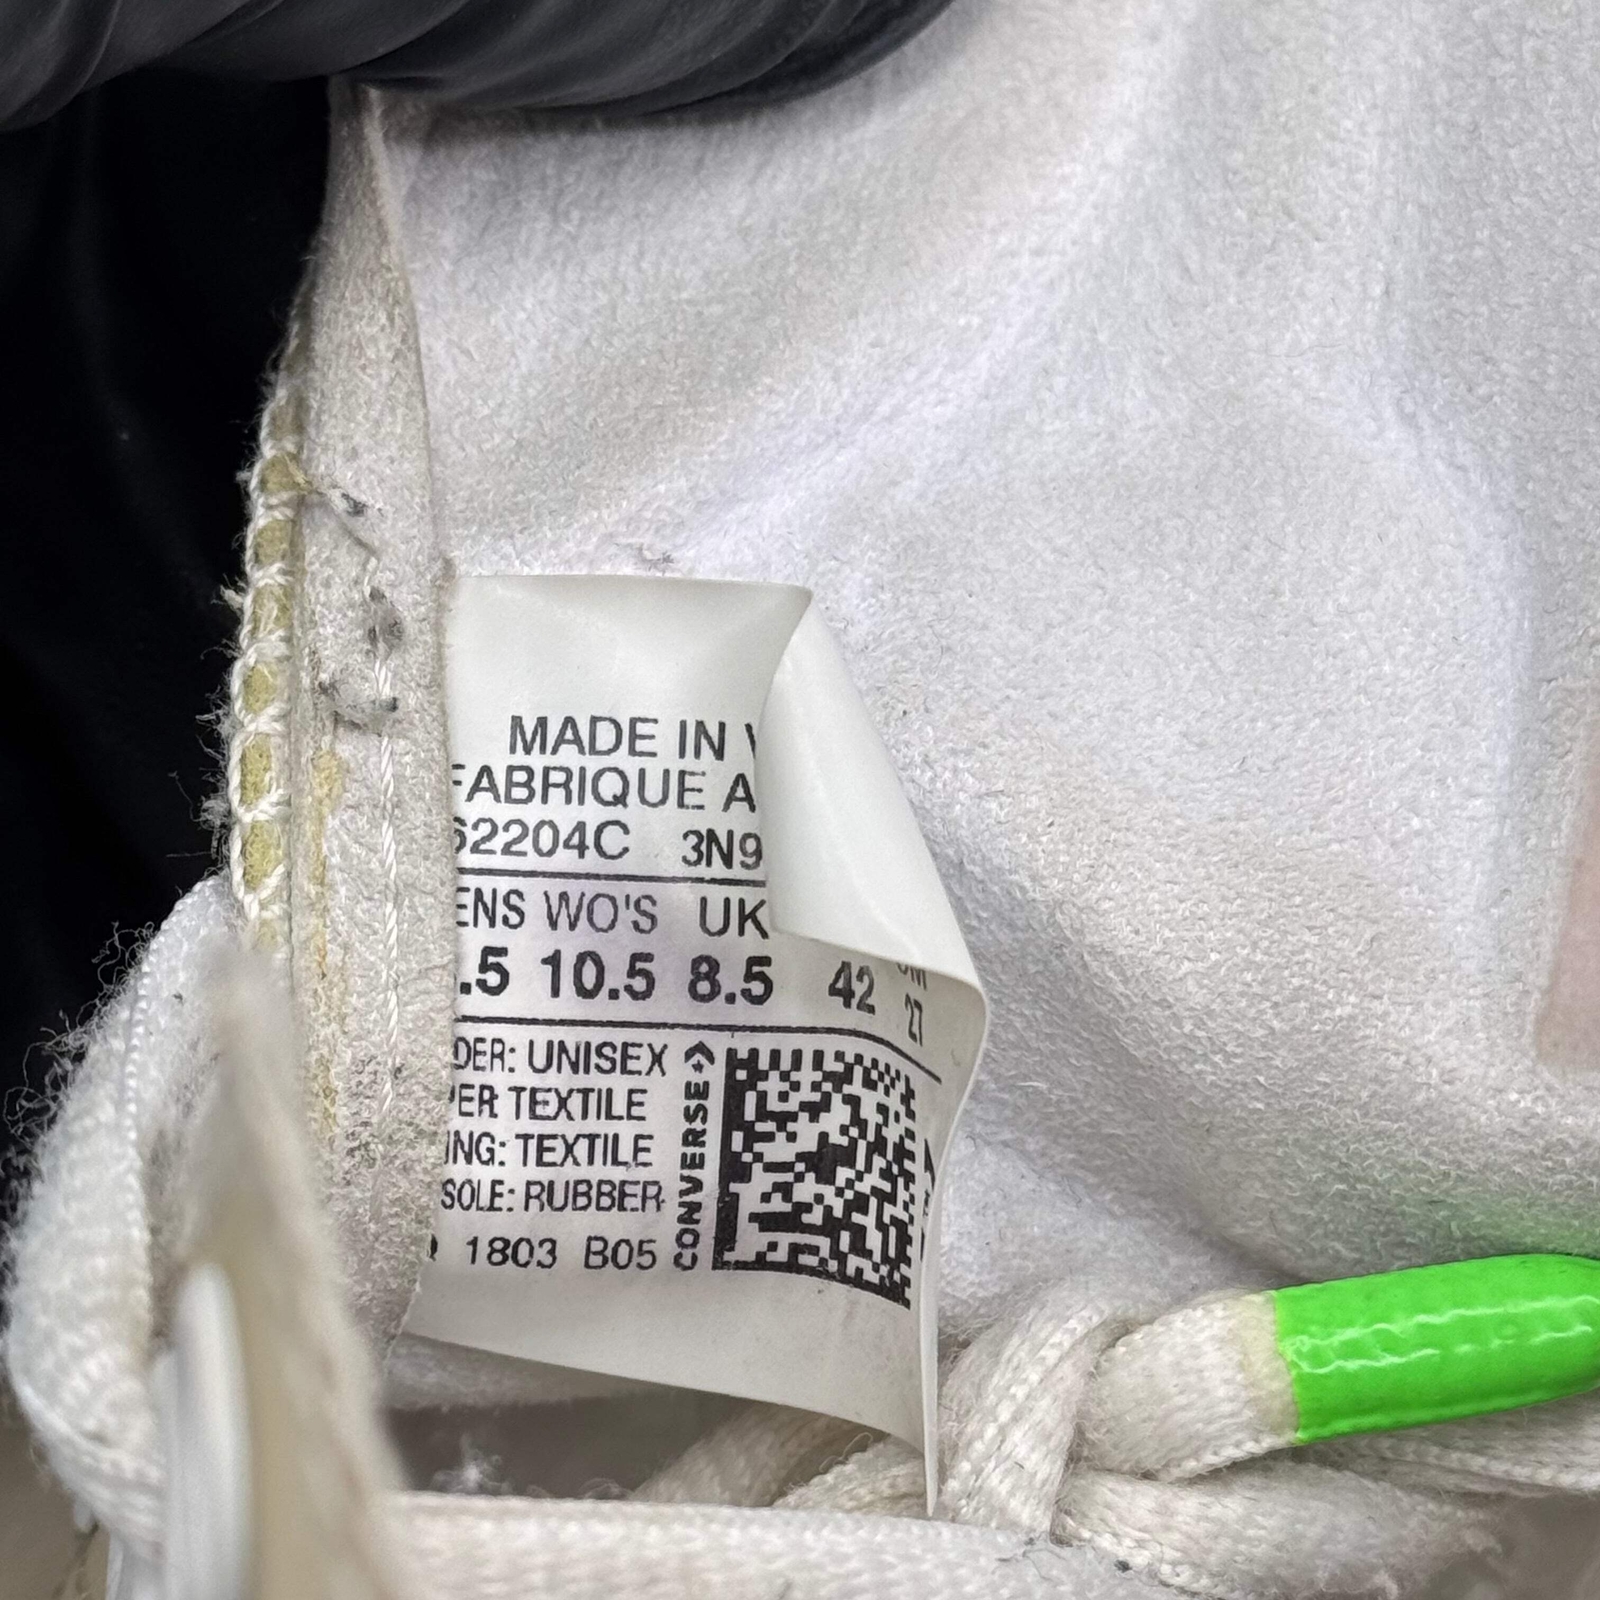 MADE IN
FABRIQUE A
62204C 3N9
ENS WO'S UK
.5 10.5 8.5 42 27
DER: UNISEX
PER TEXTILE
ING: TEXTILE
SOLE: RUBBER
1803 B05
CONVERSE